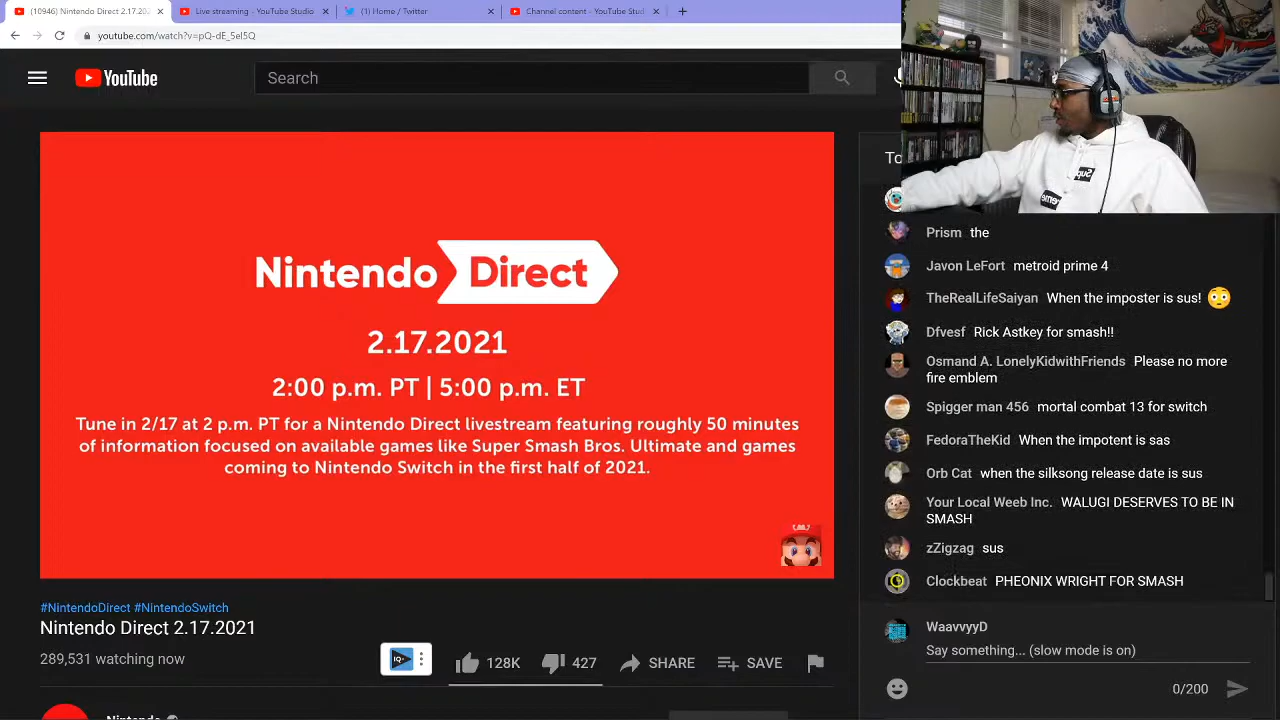 (10946) Nintendo Direct 2.17.20
Live streaming - YouTube Studio
(1) Home / Twitter
Channel content - YouTube Stud
youtube.com/watch?v=pQ-dE_5el5Q
YouTube
Search
Nintendo Direct
2.17.2021
2:00 p.m. PT | 5:00 p.m. ET
Tune in 2/17 at 2 p.m. PT for a Nintendo Direct livestream featuring roughly 50 minutes
of information focused on available games like Super Smash Bros. Ultimate and games
coming to Nintendo Switch in the first half of 2021.
#NintendoDirect #NintendoSwitch
Nintendo Direct 2.17.2021
289,531 watching now
IQ
128K
427
SHARE
SAVE
Nintendo
To
Prism the
Javon LeFort metroid prime 4
TheRealLifeSaiyan When the imposter is sus! 😳
Dfvesf Rick Astkey for smash!!
Osmand A. LonelyKidwithFriends Please no more
fire emblem
Spigger man 456 mortal combat 13 for switch
FedoraTheKid When the impotent is sas
Orb Cat when the silksong release date is sus
Your Local Weeb Inc. WALUGI DESERVES TO BE IN
SMASH
zZigzag sus
Clockbeat PHEONIX WRIGHT FOR SMASH
WaavvyyD
Say something... (slow mode is on)
0/200